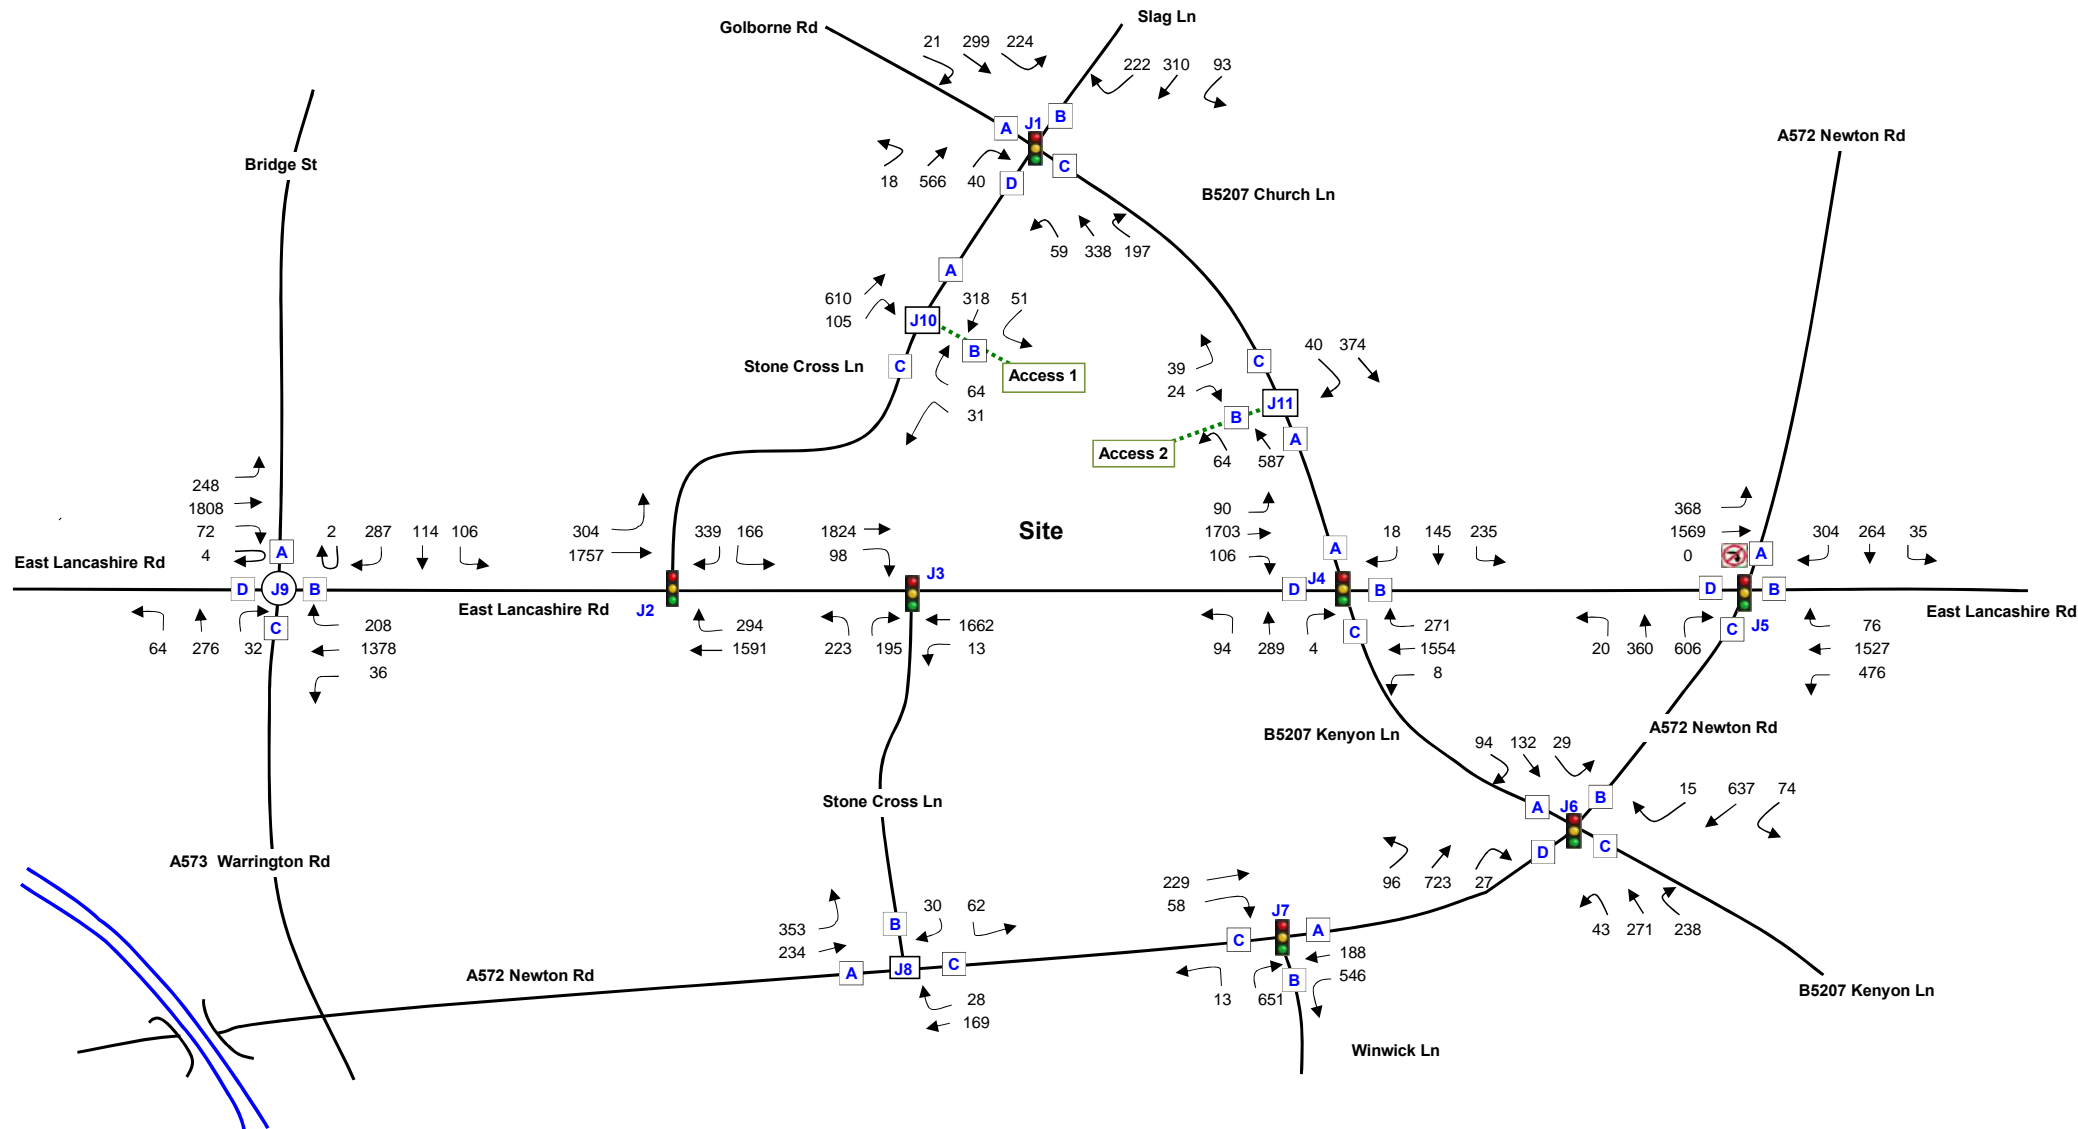 Slag Ln
Golborne Rd
21 299 224
222 310 93
A B
J1
C
D
18 566 40
A572 Newton Rd
Bridge St
B5207 Church Ln
59 338 197
A
610
105
318 51
J10
B
C
Stone Cross Ln
Access 1
64
31
40 374
39
24
C
J11
B
A
Access 2
64 587
248
1808
72
4
2 287 114 106
East Lancashire Rd
A
D J9 B
C
64 276 32
208
1378
36
304
1757
339 166
East Lancashire Rd
J2
294
1591
1824
98
J3
223 195
1662
13
Site
90
1703
106
18 145 235
A
J4
D B
C
94 289 4
271
1554
8
368
1569
0
304 264 35
A
D B
C J5
East Lancashire Rd
20 360 606
76
1527
476
B5207 Kenyon Ln
A572 Newton Rd
94 132 29
15 637 74
A J6 B
D C
96 723 27
43 271 238
B5207 Kenyon Ln
Stone Cross Ln
A573 Warrington Rd
353
234
30 62
B
A J8 C
28
169
A572 Newton Rd
229
58
J7
C A
B
188
546
13 651
Winwick Ln